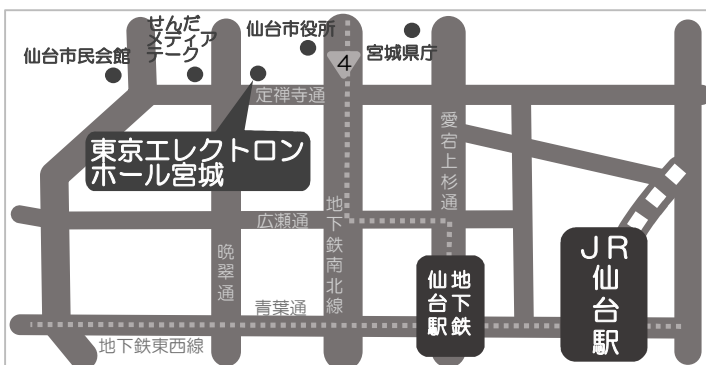 せんだ
メディア
テーク
仙台市役所
仙台市民会館
宮城県庁
4
定禅寺通
東京エレクトロン
ホール宮城
愛宕上杉通
広瀬通
地下鉄南北線
晩翠通
JR
仙台駅
地下鉄
仙台駅
青葉通
地下鉄東西線